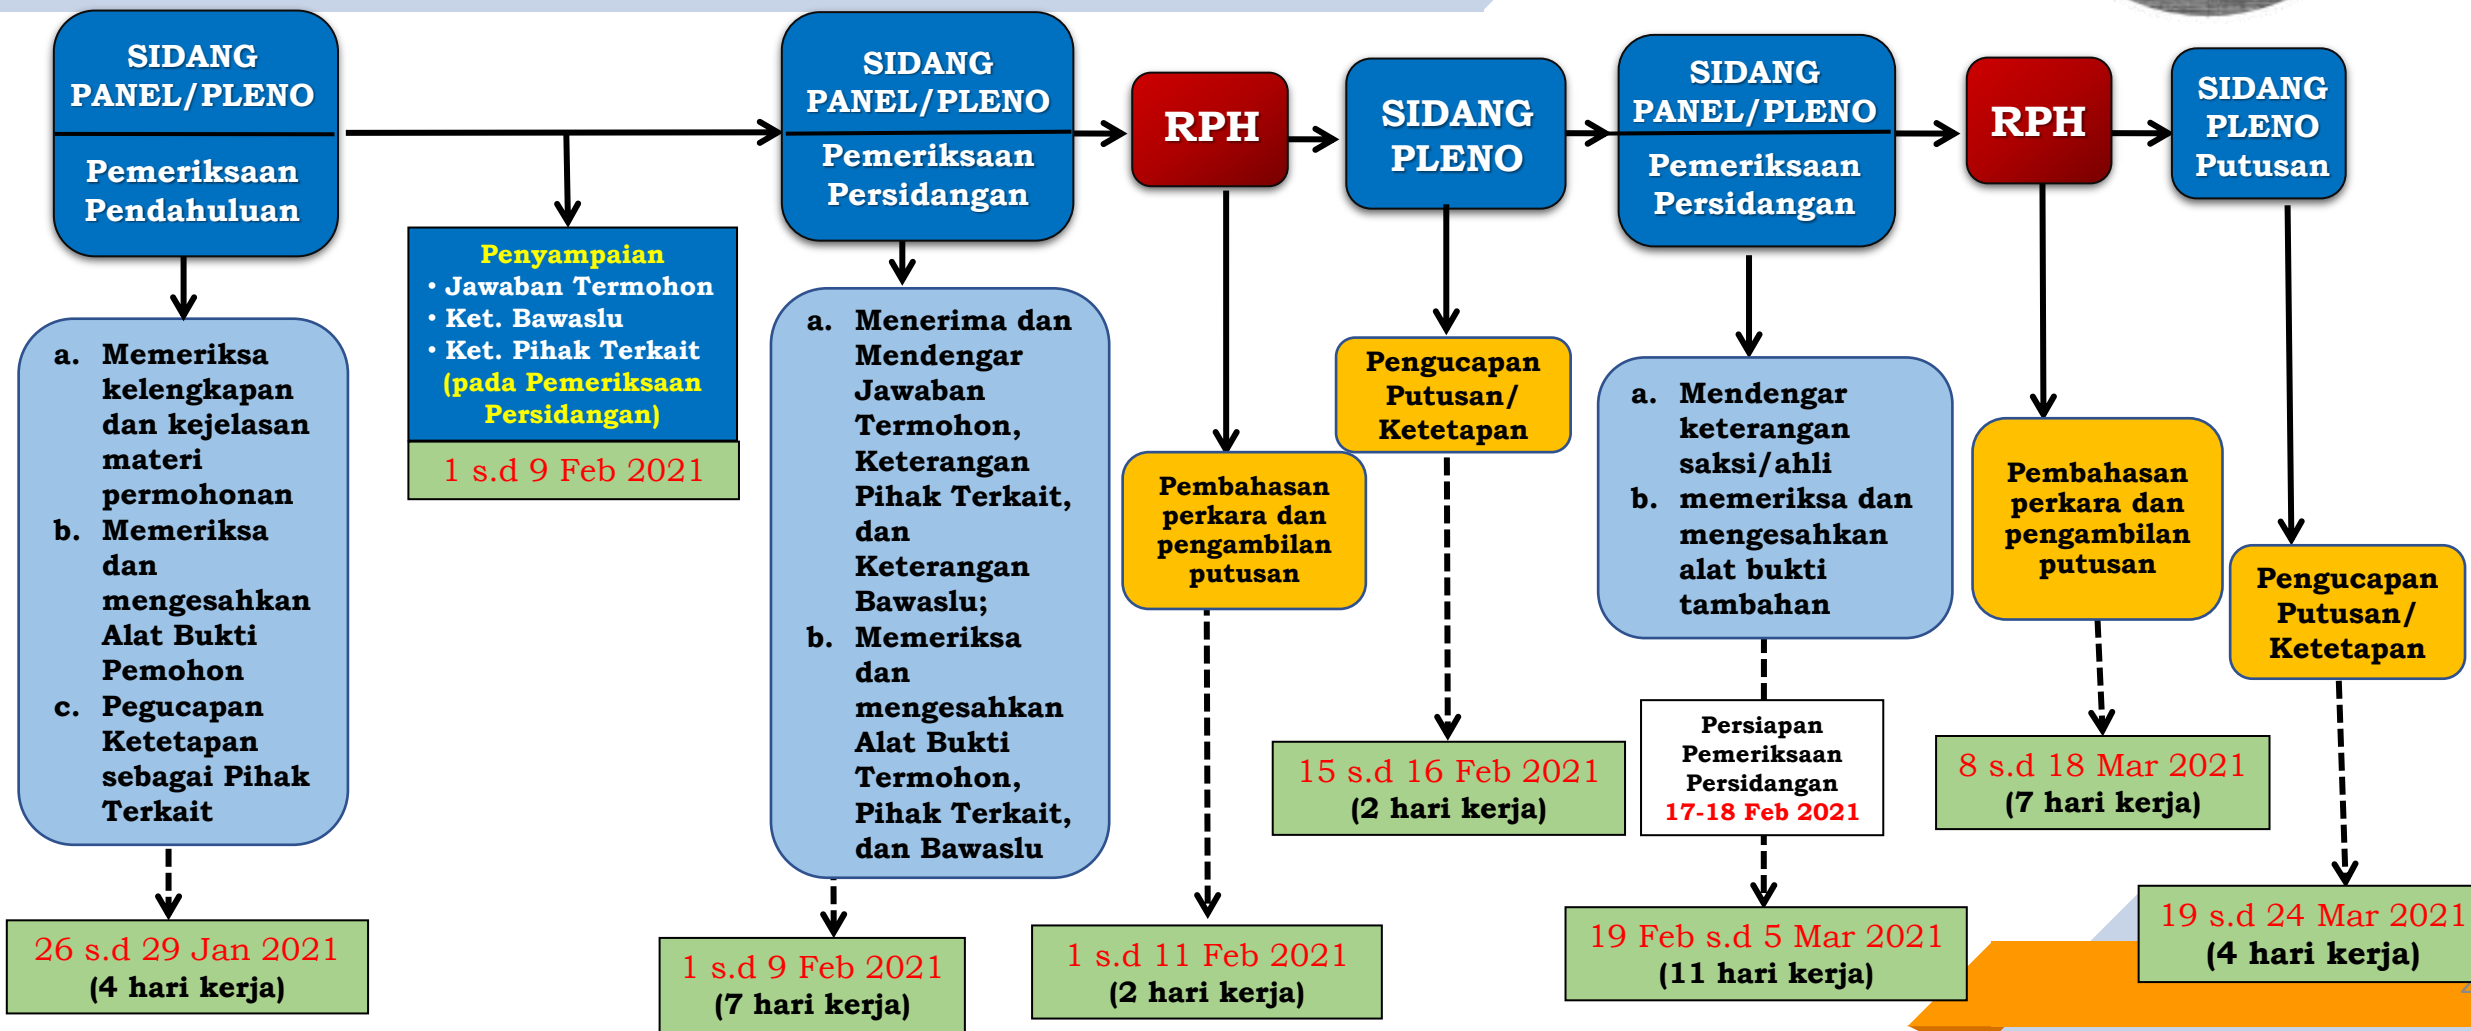 SIDANG
PANEL/PLENO
Pemeriksaan
Pendahuluan
a. Memeriksa
kelengkapan
dan kejelasan
materi
permohonan
b. Memeriksa
dan
mengesahkan
Alat Bukti
Pemohon
c. Pegucapan
Ketetapan
sebagai Pihak
Terkait
26 s.d 29 Jan 2021
(4 hari kerja)
Penyampaian
• Jawaban Termohon
• Ket. Bawaslu
• Ket. Pihak Terkait
(pada Pemeriksaan
Persidangan)
1 s.d 9 Feb 2021
SIDANG
PANEL/PLENO
Pemeriksaan
Persidangan
a. Menerima dan
Mendengar
Jawaban
Termohon,
Keterangan
Pihak Terkait,
dan
Keterangan
Bawaslu;
b. Memeriksa
dan
mengesahkan
Alat Bukti
Termohon,
Pihak Terkait,
dan Bawaslu
1 s.d 9 Feb 2021
(7 hari kerja)
RPH
Pembahasan
perkara dan
pengambilan
putusan
1 s.d 11 Feb 2021
(2 hari kerja)
SIDANG
PLENO
Pengucapan
Putusan/
Ketetapan
15 s.d 16 Feb 2021
(2 hari kerja)
SIDANG
PANEL/PLENO
Pemeriksaan
Persidangan
a. Mendengar
keterangan
saksi/ahli
b. memeriksa dan
mengesahkan
alat bukti
tambahan
Persiapan
Pemeriksaan
Persidangan
17-18 Feb 2021
19 Feb s.d 5 Mar 2021
(11 hari kerja)
RPH
Pembahasan
perkara dan
pengambilan
putusan
8 s.d 18 Mar 2021
(7 hari kerja)
SIDANG
PLENO
Putusan
Pengucapan
Putusan/
Ketetapan
19 s.d 24 Mar 2021
(4 hari kerja)